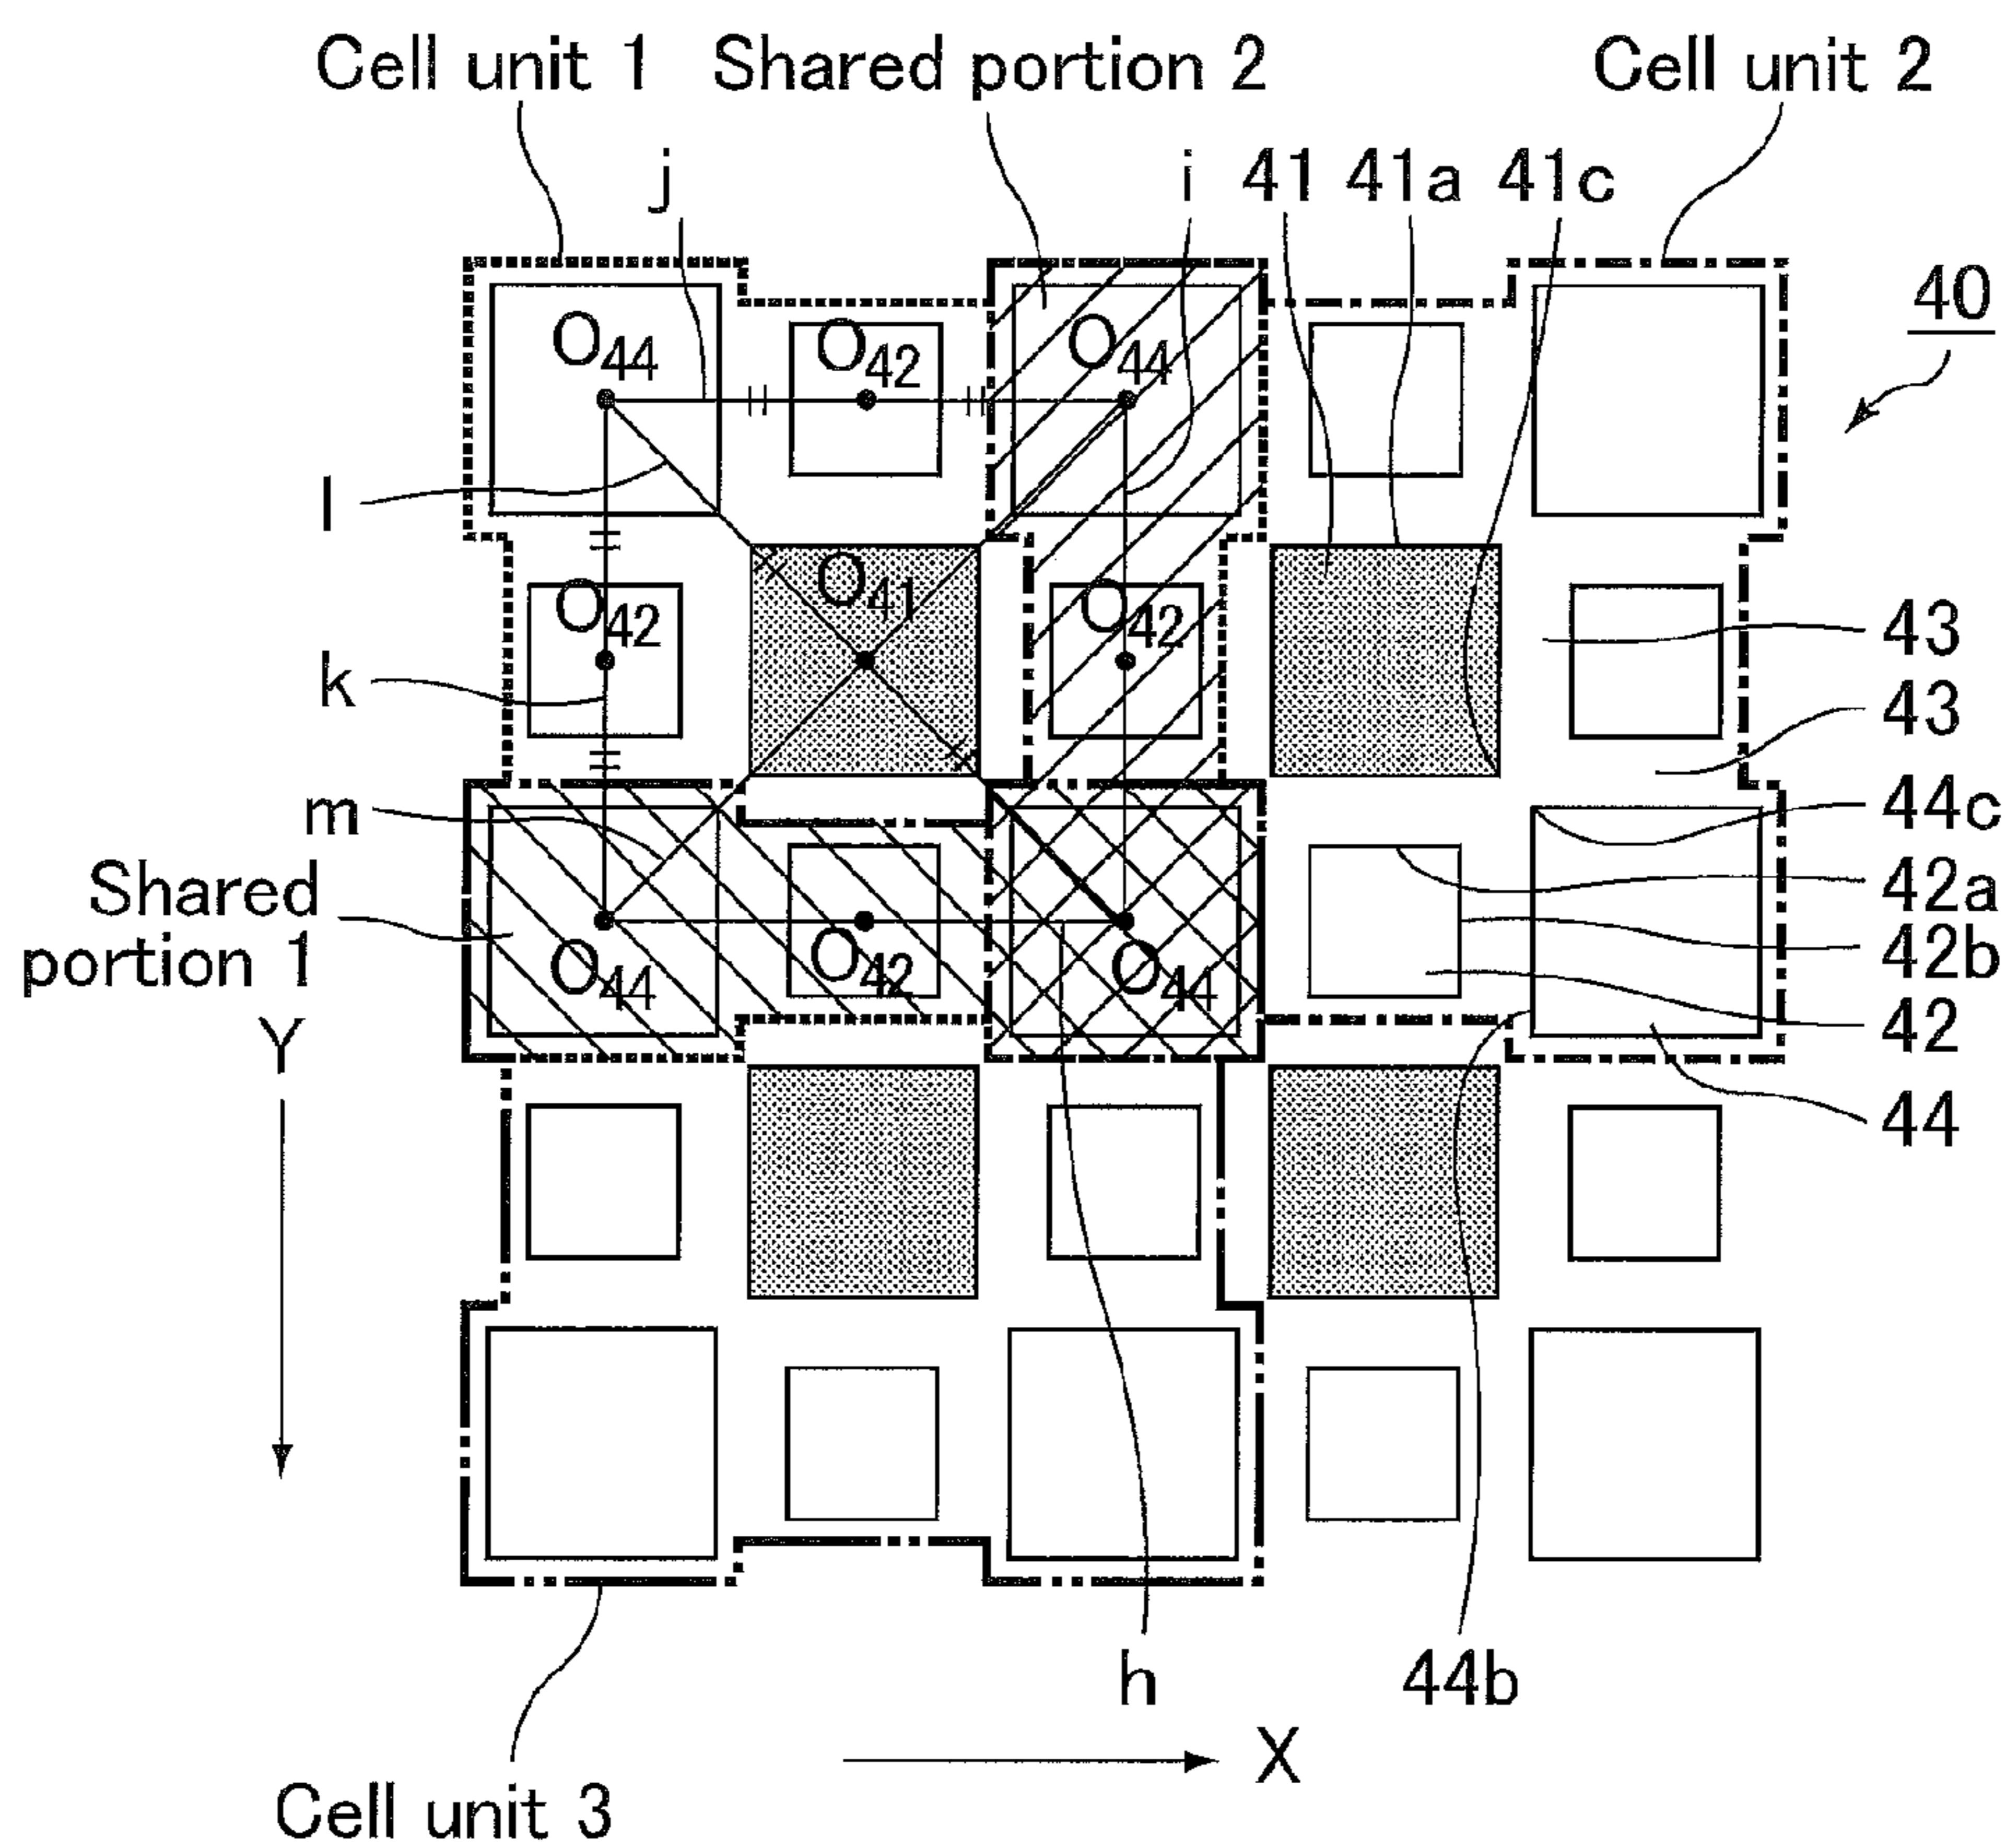 Cell unit 1 Shared portion 2 Cell unit 2
j i 41 41a 41c
40
O44 O42 O44
l
O42 O41 O42
43
k
43
m
44c
Shared
portion 1
42a
42b
O44 O42 O44
42
Y
44
h 44b
X
Cell unit 3